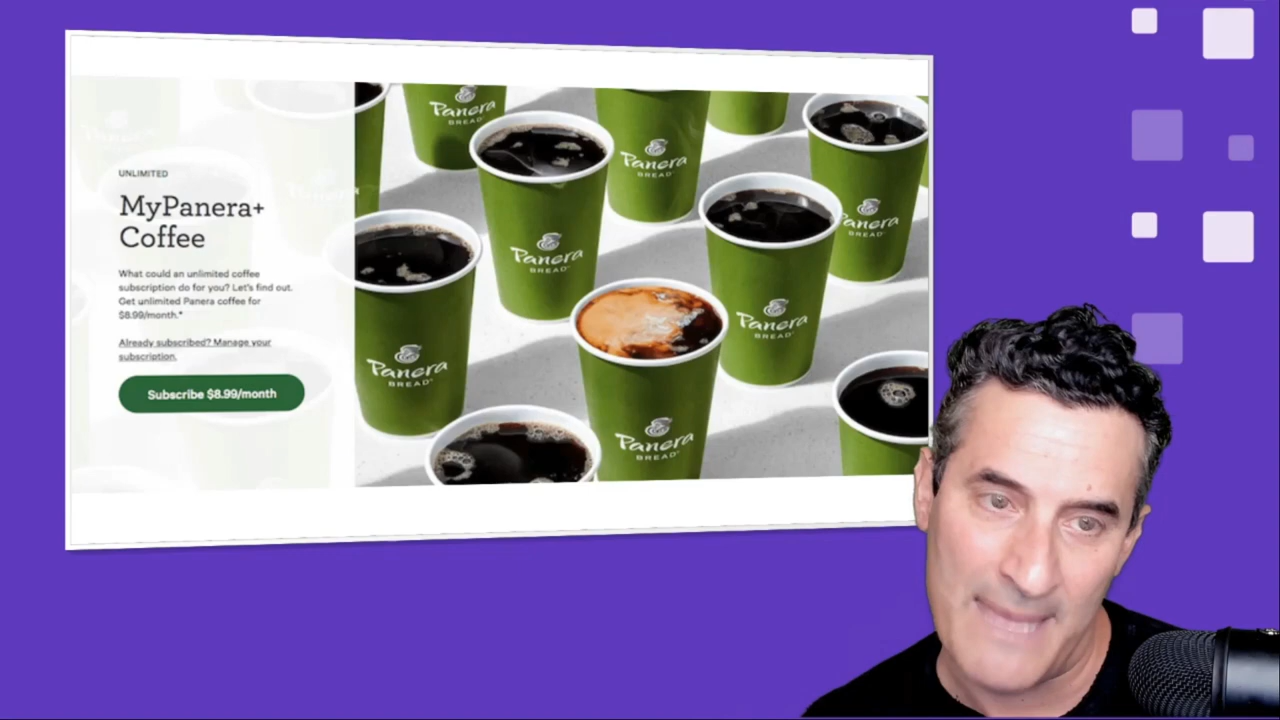 UNLIMITED
MyPanera+
Coffee
What could an unlimited coffee
subscription do for you? Let's find out.
Get unlimited Panera coffee for
$8.99/month.*
Already subscribed? Manage your
subscription.
Subscribe $8.99/month
Panera
BREAD
Panera
BREAD
Panera
BREAD
Panera
BREAD
Panera
BREAD
Panera
BREAD
Panera
BREAD